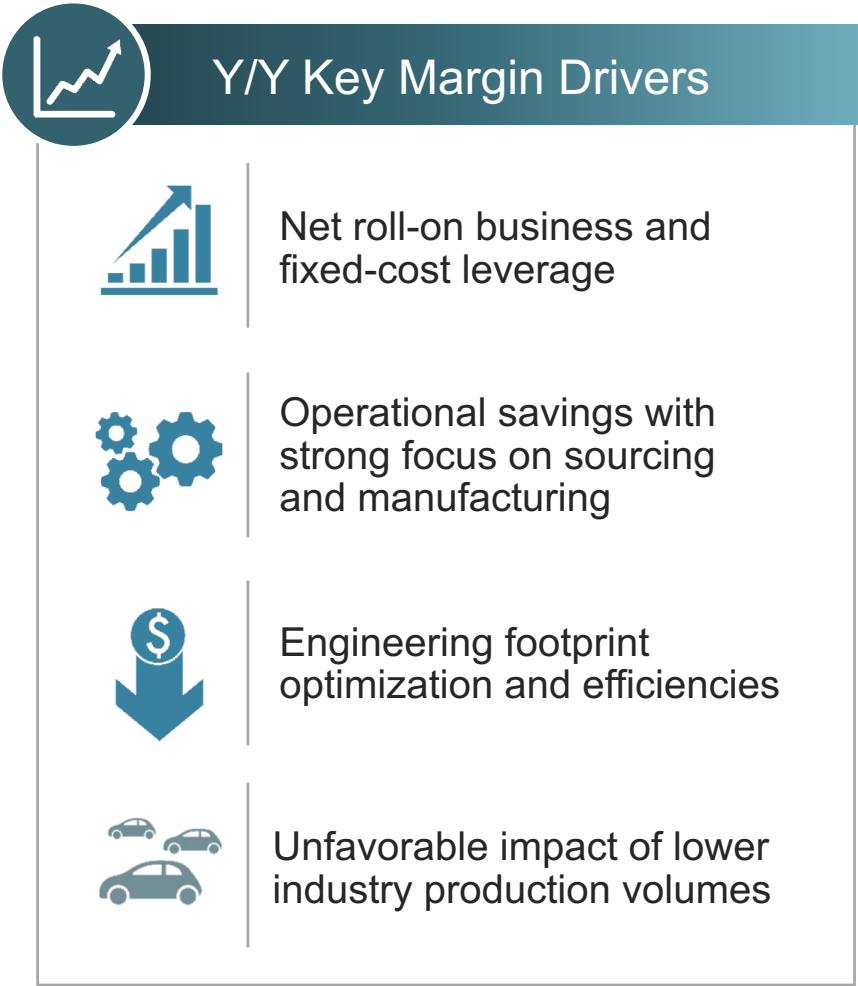 Y/Y Key Margin Drivers
Net roll-on business and
fixed-cost leverage
Operational savings with
strong focus on sourcing
and manufacturing
$
Engineering footprint
optimization and efficiencies
Unfavorable impact of lower
industry production volumes